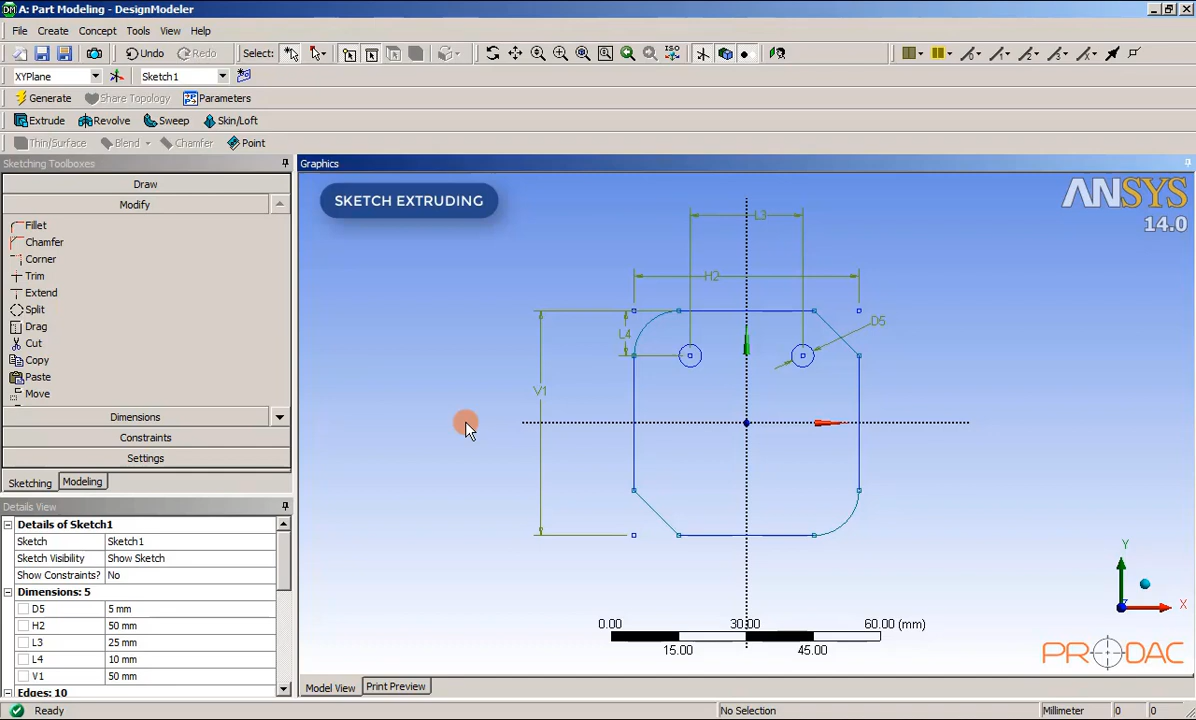 A: Part Modeling - DesignModeler
File Create Concept Tools View Help
Undo Redo Select: ISO
XYPlane Sketch1
Generate Share Topology Parameters
Extrude Revolve Sweep Skin/Loft
Thin/Surface Blend Chamfer Point
Sketching Toolboxes
Draw
Modify
Fillet
Chamfer
Corner
Trim
Extend
Split
Drag
Cut
Copy
Paste
Move
Dimensions
Constraints
Settings
Sketching Modeling
Details View
Details of Sketch1
Sketch Sketch1
Sketch Visibility Show Sketch
Show Constraints? No
Dimensions: 5
D5 5 mm
H2 50 mm
L3 25 mm
L4 10 mm
V1 50 mm
Edges: 10
Graphics
SKETCH EXTRUDING
ANSYS
14.0
L3
H2
D5
L4
V1
Y
X
0.00 30.00 60.00 (mm)
15.00 45.00
PRODAC
Model View Print Preview
Ready No Selection Millimeter 0 0